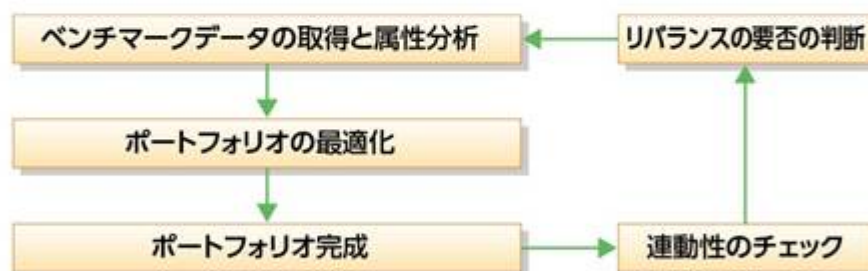 ベンチマークデータの取得と属性分析
リバランスの要否の判断
ポートフォリオの最適化
ポートフォリオ完成
連動性のチェック